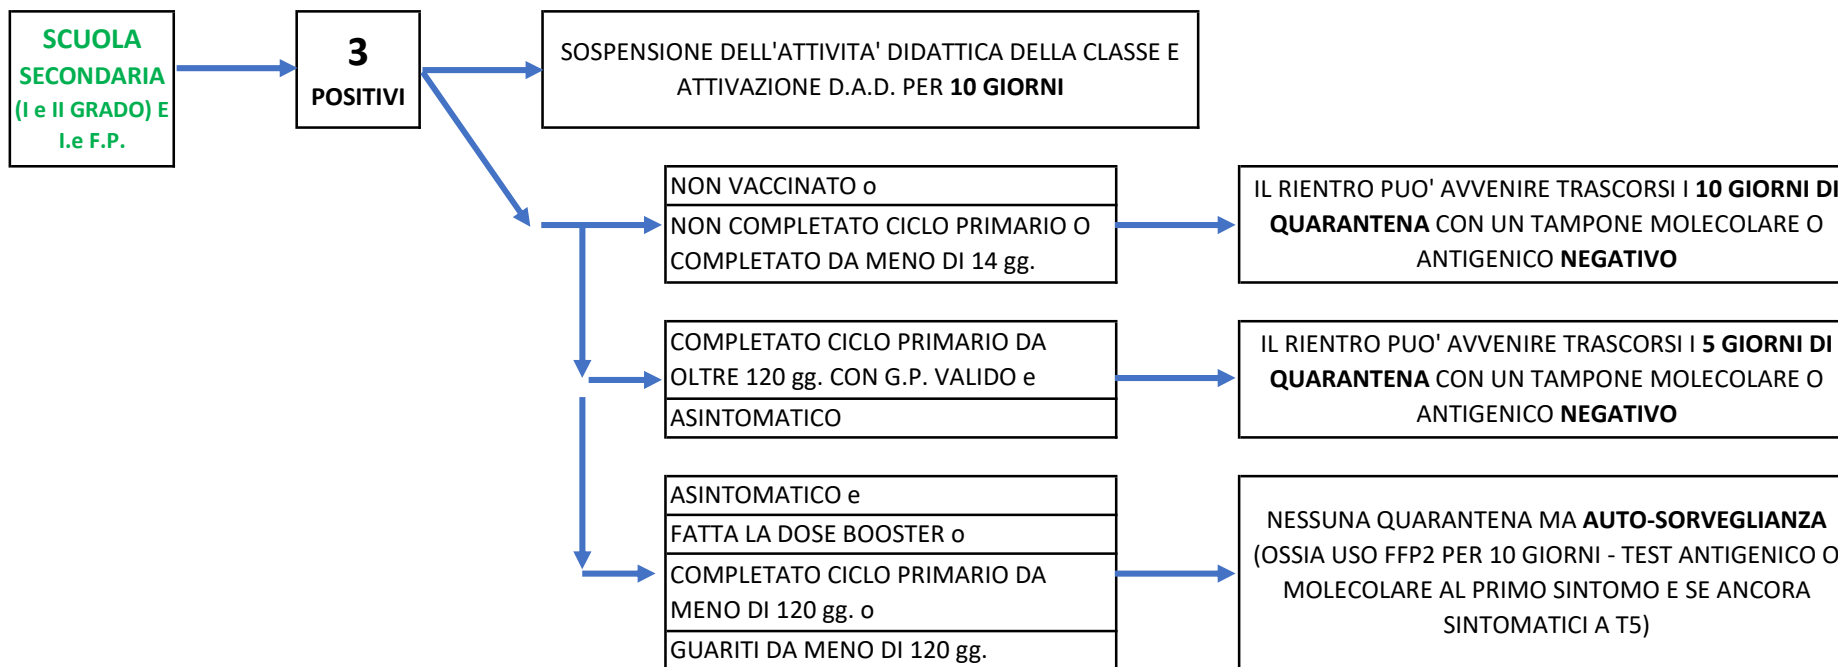 SCUOLA
SECONDARIA
(I e II GRADO) E
I.e F.P.
3
POSITIVI
SOSPENSIONE DELL'ATTIVITA' DIDATTICA DELLA CLASSE E
ATTIVAZIONE D.A.D. PER 10 GIORNI
NON VACCINATO o
NON COMPLETATO CICLO PRIMARIO O
COMPLETATO DA MENO DI 14 gg.
IL RIENTRO PUO' AVVENIRE TRASCORSI I 10 GIORNI DI
QUARANTENA CON UN TAMPONE MOLECOLARE O
ANTIGENICO NEGATIVO
COMPLETATO CICLO PRIMARIO DA
OLTRE 120 gg. CON G.P. VALIDO e
ASINTOMATICO
IL RIENTRO PUO' AVVENIRE TRASCORSI I 5 GIORNI DI
QUARANTENA CON UN TAMPONE MOLECOLARE O
ANTIGENICO NEGATIVO
ASINTOMATICO e
FATTA LA DOSE BOOSTER o
COMPLETATO CICLO PRIMARIO DA
MENO DI 120 gg. o
GUARITI DA MENO DI 120 gg.
NESSUNA QUARANTENA MA AUTO-SORVEGLIANZA
(OSSIA USO FFP2 PER 10 GIORNI - TEST ANTIGENICO O
MOLECOLARE AL PRIMO SINTOMO E SE ANCORA
SINTOMATICI A T5)